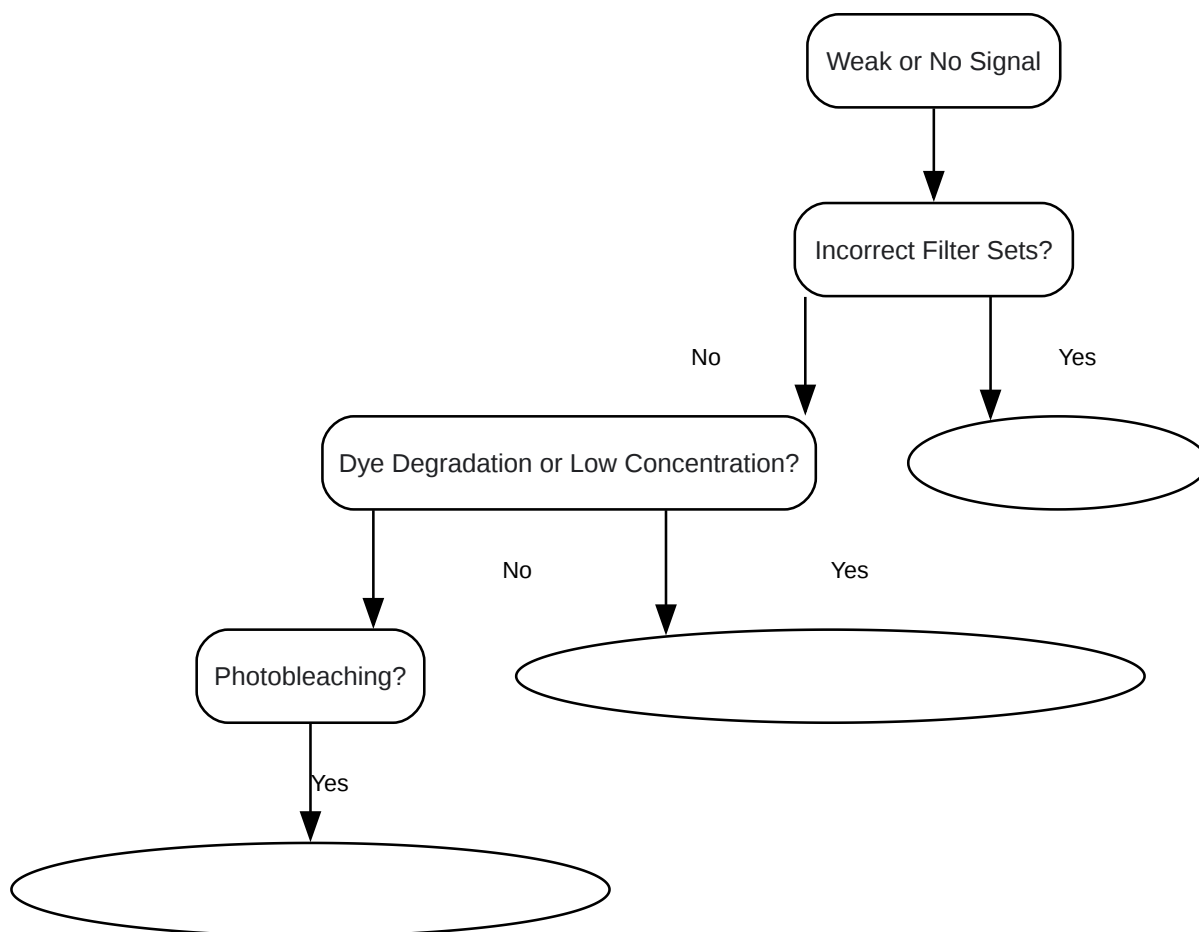 Weak or No Signal
Incorrect Filter Sets?
No
Yes
Dye Degradation or Low Concentration?
No
Yes
Photobleaching?
Yes